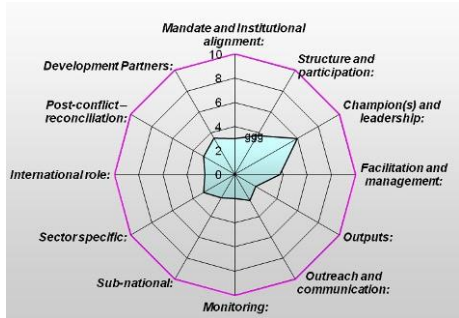 Mandate and Institutional
alignment:
Structure and
participation:
Champion(s) and
leadership:
Facilitation and
management:
Outputs:
Outreach and
communication:
Monitoring:
Sub-national:
Sector specific:
International role:
Post-conflict –
reconciliation:
Development Partners:
10
8
6
4
2
0
ggg